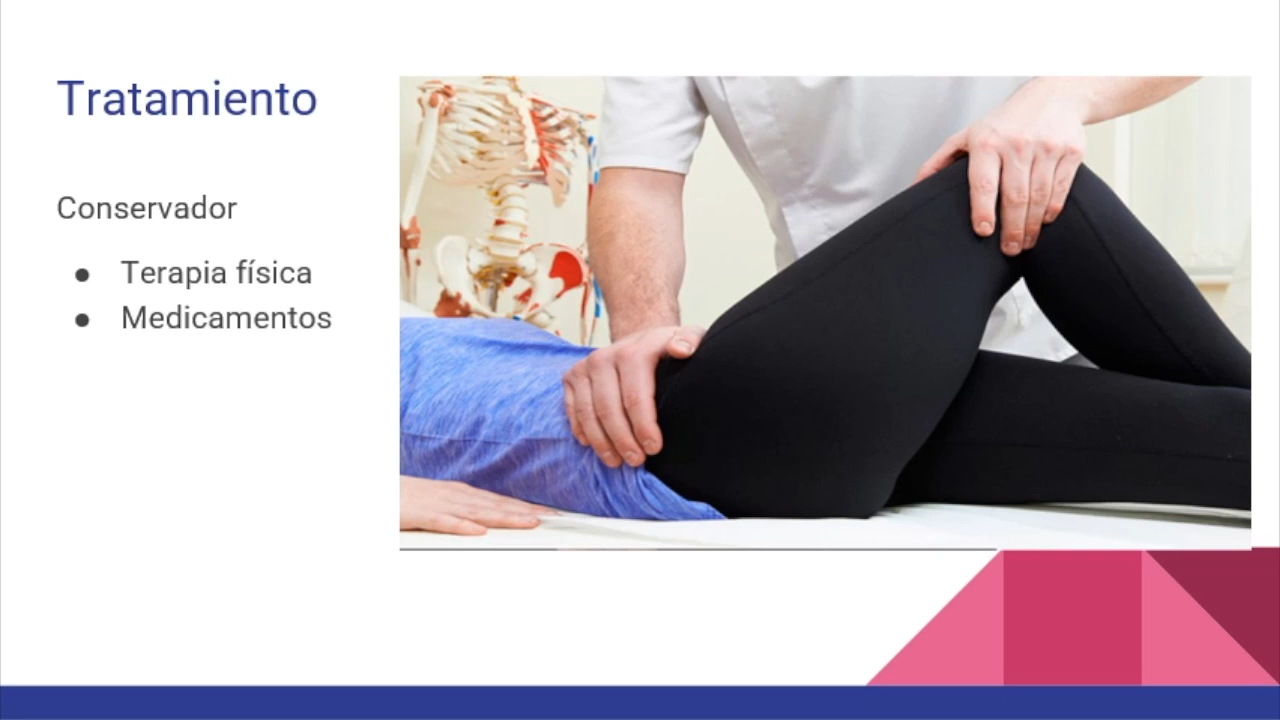 Tratamiento
Conservador
● Terapia física
● Medicamentos